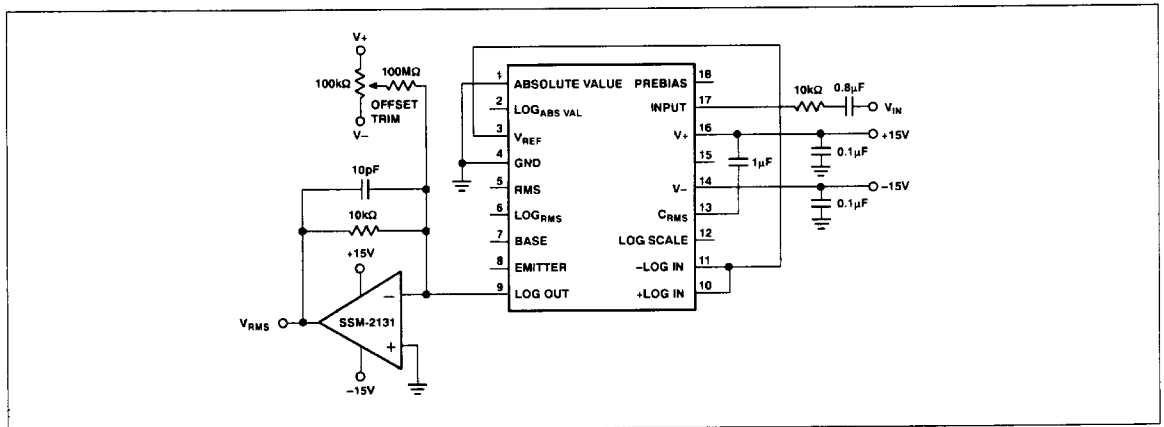 V+
100kΩ
100MΩ
OFFSET
TRIM
V–
10pF
10kΩ
+15V
–
SSM-2131
+
–15V
V_RMS
1 ABSOLUTE VALUE
2 LOG_ABS VAL
3 V_REF
4 GND
5 RMS
6 LOG_RMS
7 BASE
8 EMITTER
9 LOG OUT
PREBIAS 18
INPUT 17
V+ 16
15
V– 14
C_RMS 13
LOG SCALE 12
–LOG IN 11
+LOG IN 10
10kΩ
0.8µF
V_IN
+15V
0.1µF
1µF
–15V
0.1µF